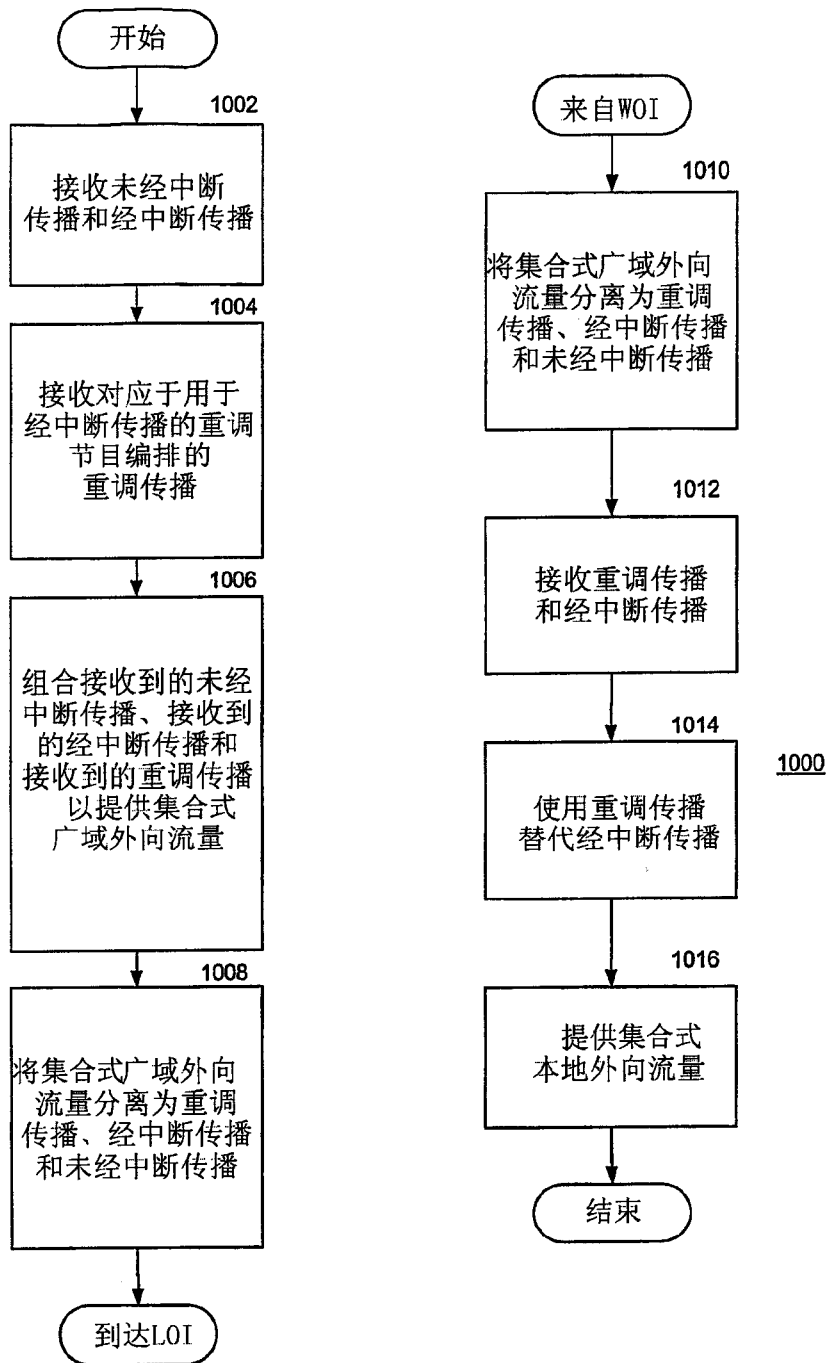 开始
1002
接收未经中断
传播和经中断传播
1004
接收对应于用于
经中断传播的重调
节目编排的
重调传播
1006
组合接收到的未经
中断传播、接收到
的经中断传播和
接收到的重调传播
以提供集合式
广域外向流量
1008
将集合式广域外向
流量分离为重调
传播、经中断传播
和未经中断传播
到达LOI
来自WOI
1010
将集合式广域外向
流量分离为重调
传播、经中断传播
和未经中断传播
1012
接收重调传播
和经中断传播
1014
使用重调传播
替代经中断传播
1016
提供集合式
本地外向流量
结束
1000